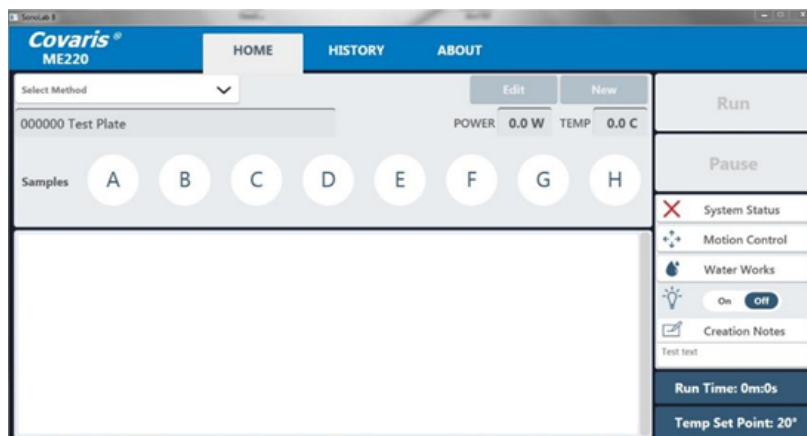 SonoLab 8
Covaris ®
ME220
HOME HISTORY ABOUT
Select Method
Edit New
000000 Test Plate
POWER 0.0 W TEMP 0.0 C
Samples A B C D E F G H
Run
Pause
System Status
Motion Control
Water Works
On Off
Creation Notes
Test text
Run Time: 0m:0s
Temp Set Point: 20°